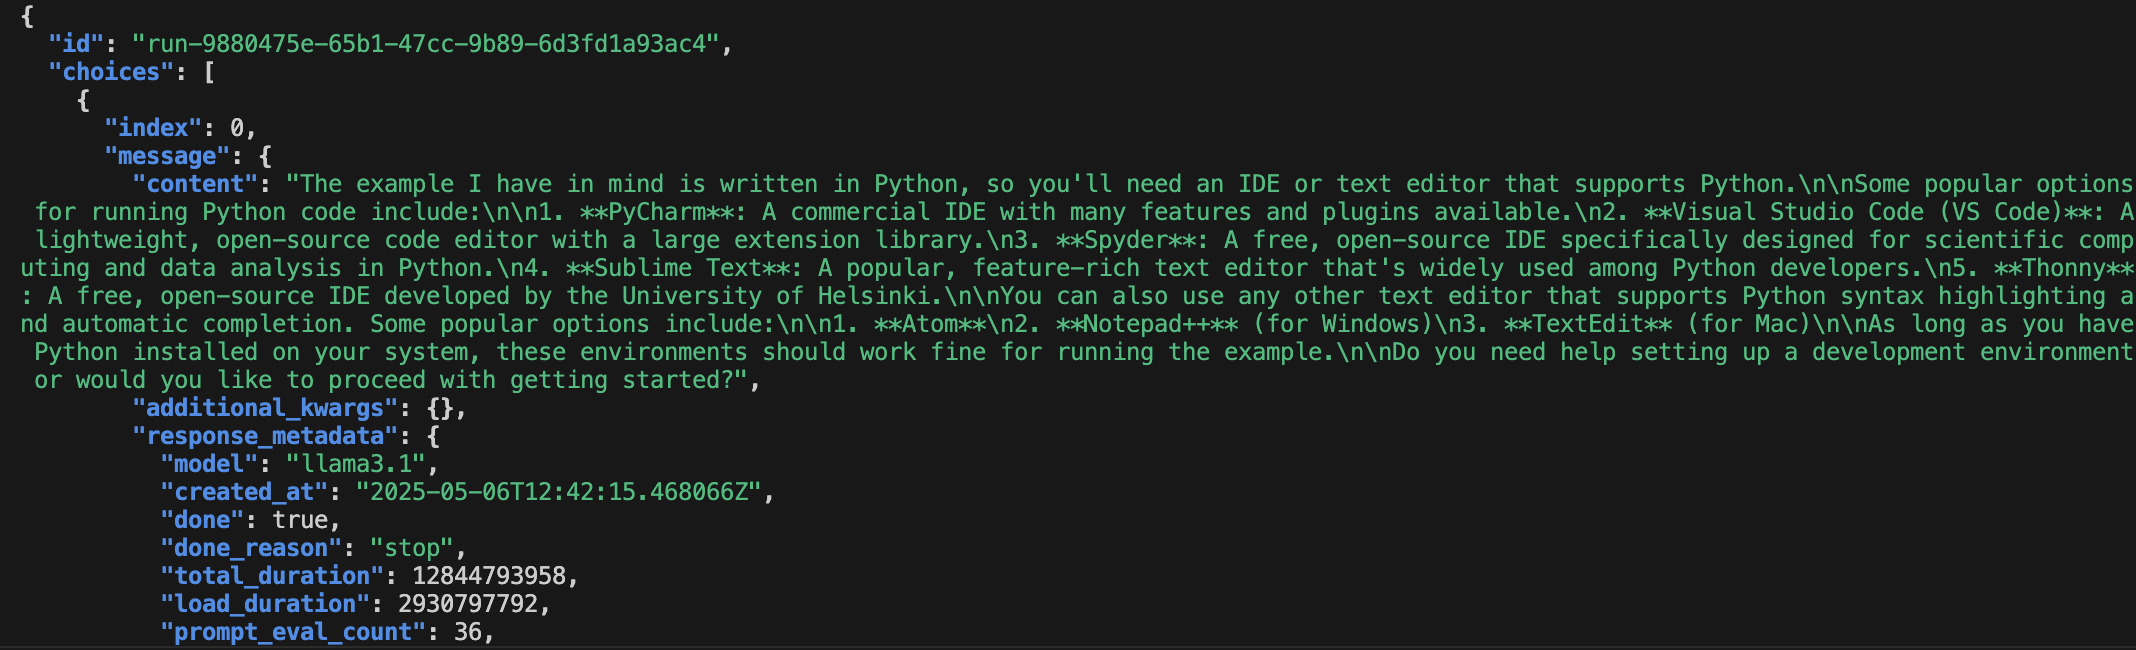 {
  "id": "run-9880475e-65b1-47cc-9b89-6d3fd1a93ac4",
  "choices": [
    {
      "index": 0,
      "message": {
        "content": "The example I have in mind is written in Python, so you'll need an IDE or text editor that supports Python.\n\nSome popular options
 for running Python code include:\n\n1. **PyCharm**: A commercial IDE with many features and plugins available.\n2. **Visual Studio Code (VS Code)**: A
 lightweight, open-source code editor with a large extension library.\n3. **Spyder**: A free, open-source IDE specifically designed for scientific comp
uting and data analysis in Python.\n4. **Sublime Text**: A popular, feature-rich text editor that's widely used among Python developers.\n5. **Thonny**
: A free, open-source IDE developed by the University of Helsinki.\n\nYou can also use any other text editor that supports Python syntax highlighting a
nd automatic completion. Some popular options include:\n\n1. **Atom**\n2. **Notepad++** (for Windows)\n3. **TextEdit** (for Mac)\n\nAs long as you have
 Python installed on your system, these environments should work fine for running the example.\n\nDo you need help setting up a development environment
 or would you like to proceed with getting started?",
        "additional_kwargs": {},
        "response_metadata": {
          "model": "llama3.1",
          "created_at": "2025-05-06T12:42:15.468066Z",
          "done": true,
          "done_reason": "stop",
          "total_duration": 12844793958,
          "load_duration": 2930797792,
          "prompt_eval_count": 36,